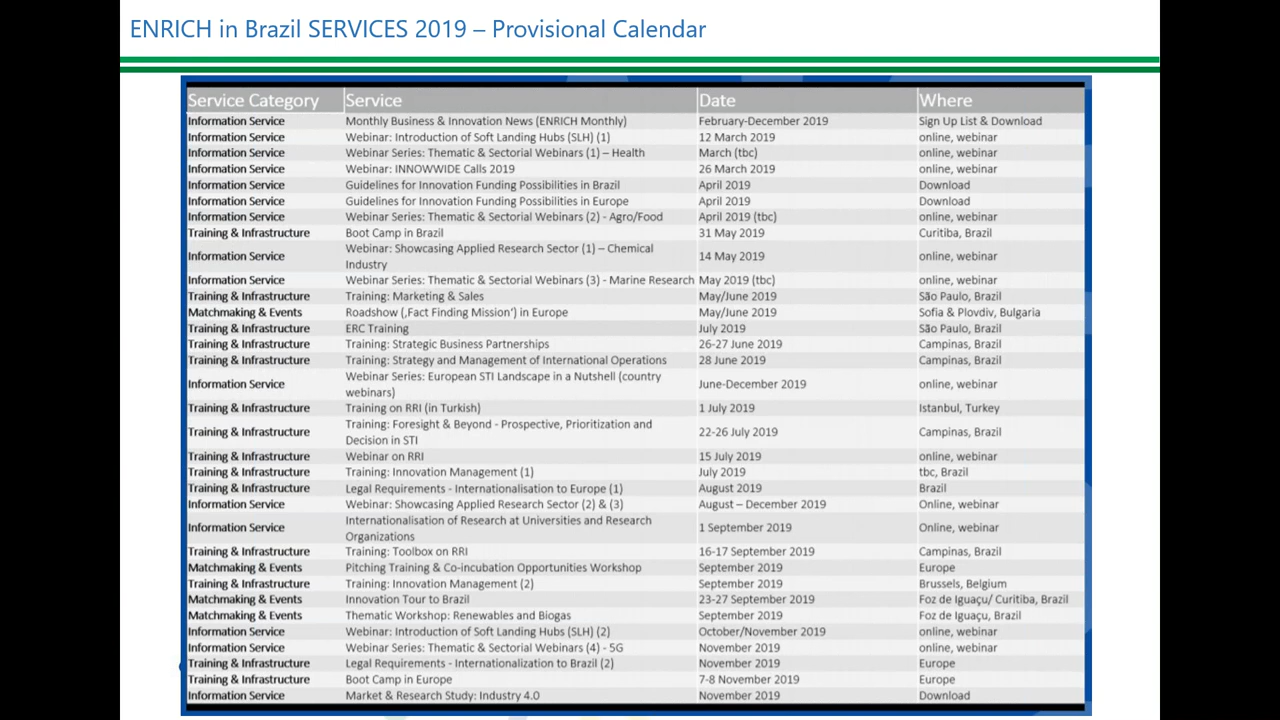 ENRICH in Brazil SERVICES 2019 – Provisional Calendar
Service Category Service Date Where
Information Service Monthly Business & Innovation News (ENRICH Monthly) February-December 2019 Sign Up List & Download
Information Service Webinar: Introduction of Soft Landing Hubs (SLH) (1) 12 March 2019 online, webinar
Information Service Webinar Series: Thematic & Sectorial Webinars (1) – Health March (tbc) online, webinar
Information Service Webinar: INNOWWIDE Calls 2019 26 March 2019 online, webinar
Information Service Guidelines for Innovation Funding Possibilities in Brazil April 2019 Download
Information Service Guidelines for Innovation Funding Possibilities in Europe April 2019 Download
Information Service Webinar Series: Thematic & Sectorial Webinars (2) - Agro/Food April 2019 (tbc) online, webinar
Training & Infrastructure Boot Camp in Brazil 31 May 2019 Curitiba, Brazil
Information Service Webinar: Showcasing Applied Research Sector (1) – Chemical
Industry 14 May 2019 online, webinar
Information Service Webinar Series: Thematic & Sectorial Webinars (3) - Marine Research May 2019 (tbc) online, webinar
Training & Infrastructure Training: Marketing & Sales May/June 2019 São Paulo, Brazil
Matchmaking & Events Roadshow (‚Fact Finding Mission‘) in Europe May/June 2019 Sofia & Plovdiv, Bulgaria
Training & Infrastructure ERC Training July 2019 São Paulo, Brazil
Training & Infrastructure Training: Strategic Business Partnerships 26-27 June 2019 Campinas, Brazil
Training & Infrastructure Training: Strategy and Management of International Operations 28 June 2019 Campinas, Brazil
Information Service Webinar Series: European STI Landscape in a Nutshell (country
webinars) June-December 2019 online, webinar
Training & Infrastructure Training on RRI (in Turkish) 1 July 2019 Istanbul, Turkey
Training & Infrastructure Training: Foresight & Beyond - Prospective, Prioritization and
Decision in STI 22-26 July 2019 Campinas, Brazil
Training & Infrastructure Webinar on RRI 15 July 2019 online, webinar
Training & Infrastructure Training: Innovation Management (1) July 2019 tbc, Brazil
Training & Infrastructure Legal Requirements - Internationalisation to Europe (1) August 2019 Brazil
Information Service Webinar: Showcasing Applied Research Sector (2) & (3) August – December 2019 Online, webinar
Information Service Internationalisation of Research at Universities and Research
Organizations 1 September 2019 Online, webinar
Training & Infrastructure Training: Toolbox on RRI 16-17 September 2019 Campinas, Brazil
Matchmaking & Events Pitching Training & Co-incubation Opportunities Workshop September 2019 Europe
Training & Infrastructure Training: Innovation Management (2) September 2019 Brussels, Belgium
Matchmaking & Events Innovation Tour to Brazil 23-27 September 2019 Foz de Iguaçu/ Curitiba, Brazil
Matchmaking & Events Thematic Workshop: Renewables and Biogas September 2019 Foz de Iguaçu, Brazil
Information Service Webinar: Introduction of Soft Landing Hubs (SLH) (2) October/November 2019 online, webinar
Information Service Webinar Series: Thematic & Sectorial Webinars (4) - 5G November 2019 online, webinar
Training & Infrastructure Legal Requirements - Internationalization to Brazil (2) November 2019 Europe
Training & Infrastructure Boot Camp in Europe 7-8 November 2019 Europe
Information Service Market & Research Study: Industry 4.0 November 2019 Download